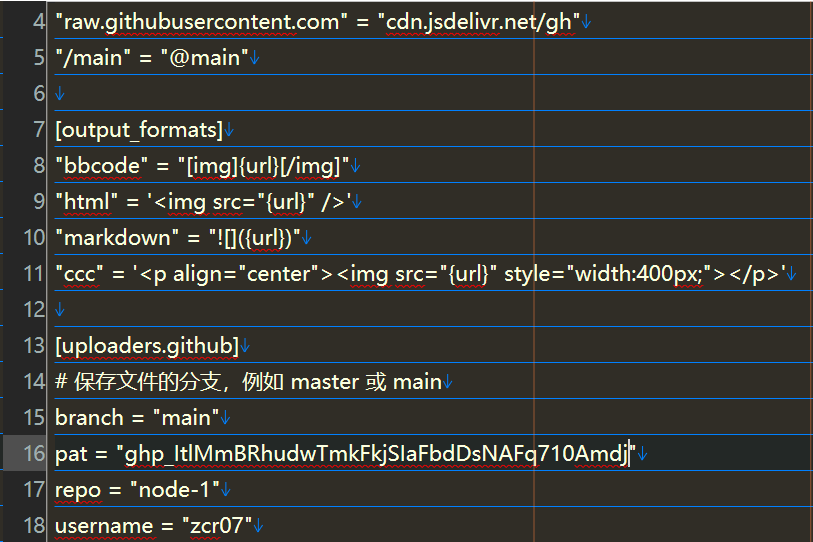 4 "raw.githubusercontent.com" = "cdn.jsdelivr.net/gh"↓
5 "/main" = "@main"↓
6 ↓
7 [output_formats]↓
8 "bbcode" = "[img]{url}[/img]"↓
9 "html" = '<img src="{url}" />'↓
10 "markdown" = "![]({url})"↓
11 "ccc" = '<p align="center"><img src="{url}" style="width:400px;"></p>'↓
12 ↓
13 [uploaders.github]↓
14 # 保存文件的分支，例如 master 或 main↓
15 branch = "main"↓
16 pat = "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"↓
17 repo = "node-1"↓
18 username = "zcr07"↓